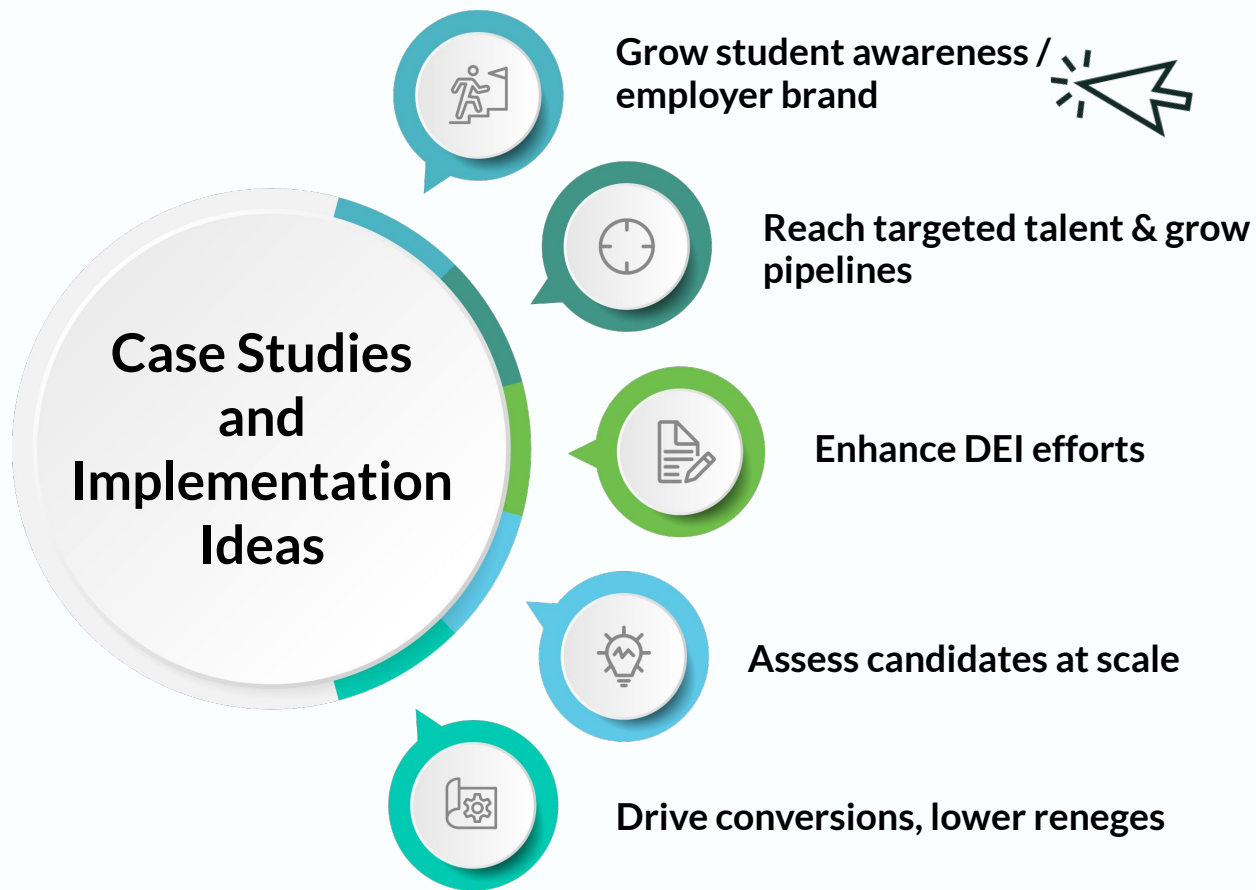 Grow student awareness /
employer brand
Reach targeted talent & grow
pipelines
Case Studies
and
Implementation
Ideas
Enhance DEI efforts
Assess candidates at scale
Drive conversions, lower reneges